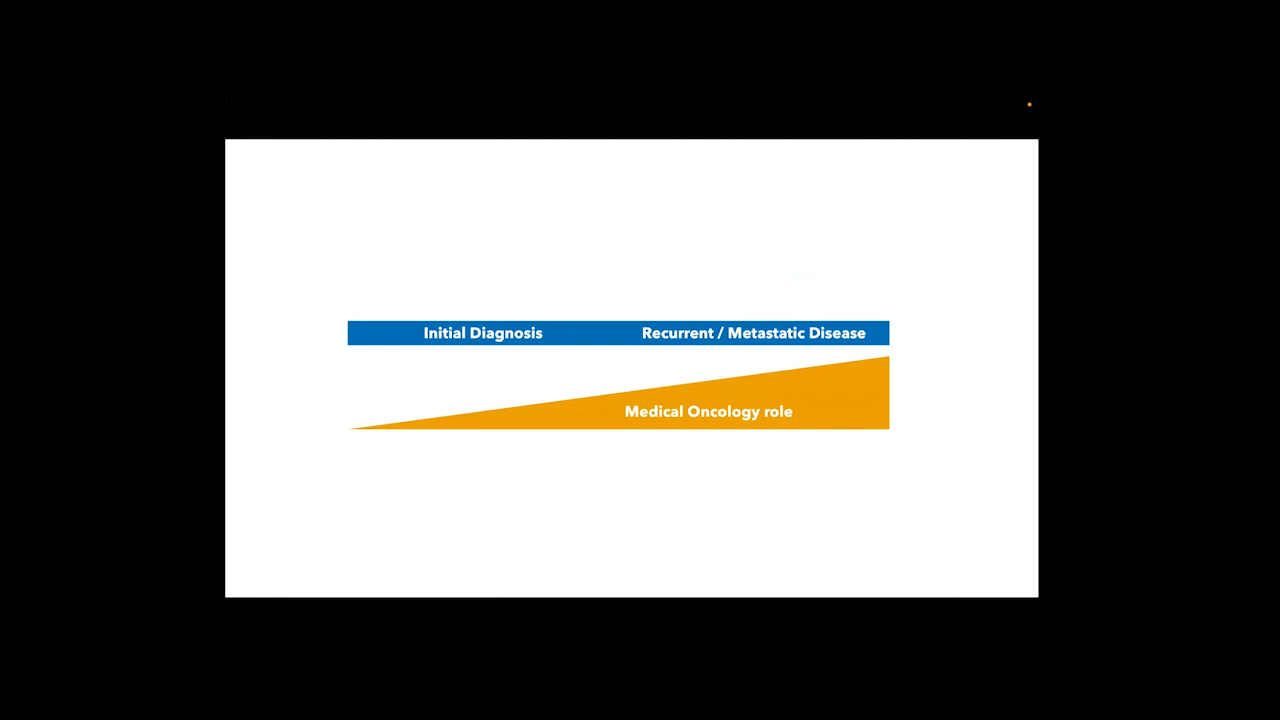 Initial Diagnosis
Recurrent / Metastatic Disease
Medical Oncology role